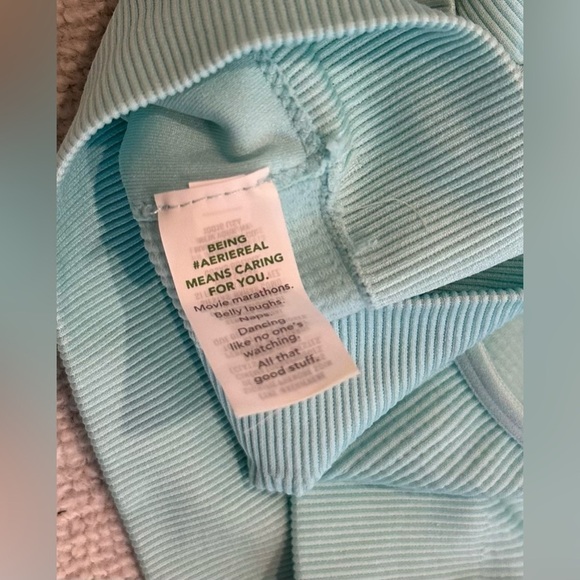 BEING
#AERIEREAL
MEANS CARING
FOR YOU.
Movie marathons.
Belly laughs.
Naps.
Dancing
like no one's
watching.
All that
good stuff.